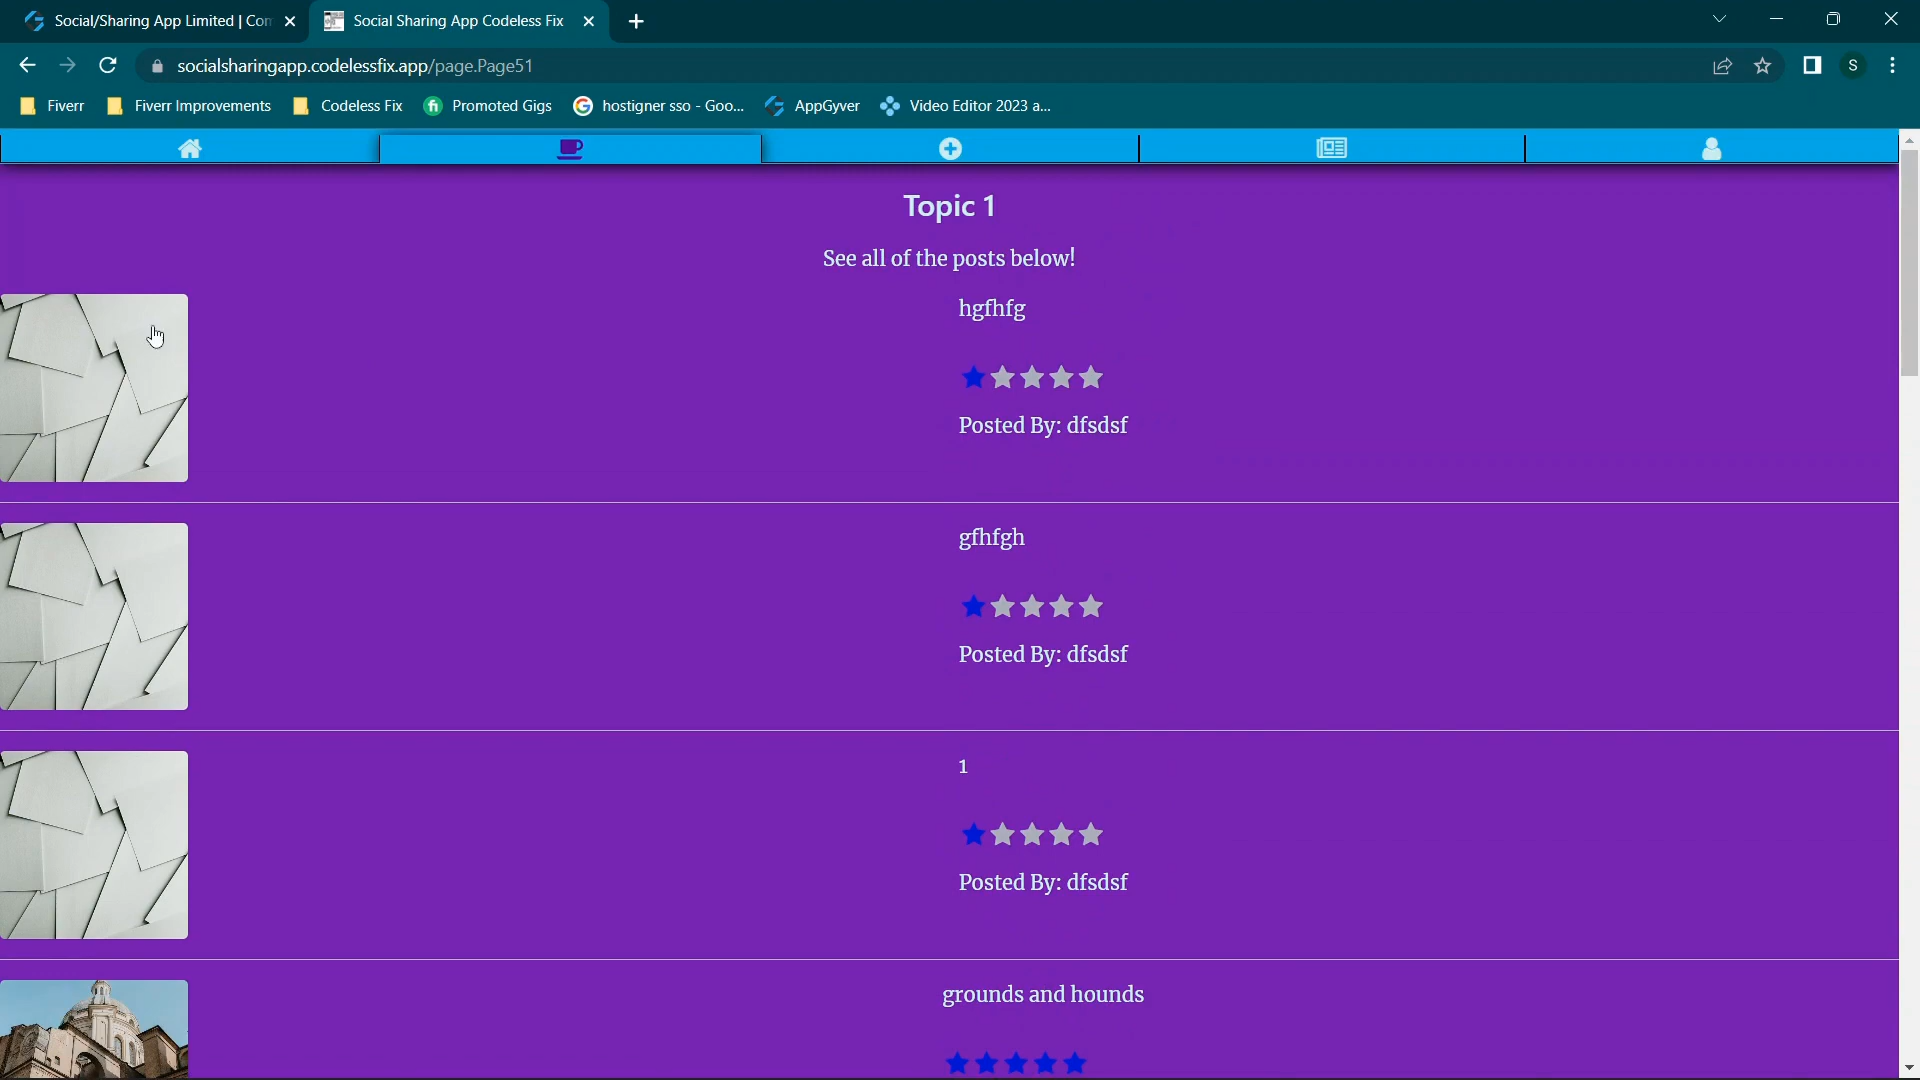 Social/Sharing App Limited | Con
Social Sharing App Codeless Fix
socialsharingapp.codelessfix.app/page.Page51
S
Fiverr
Fiverr Improvements
Codeless Fix
Promoted Gigs
hostigner sso - Goo...
AppGyver
Video Editor 2023 a...
Topic 1
See all of the posts below!
hgfhfg
Posted By: dfsdsf
gfhfgh
Posted By: dfsdsf
1
Posted By: dfsdsf
grounds and hounds